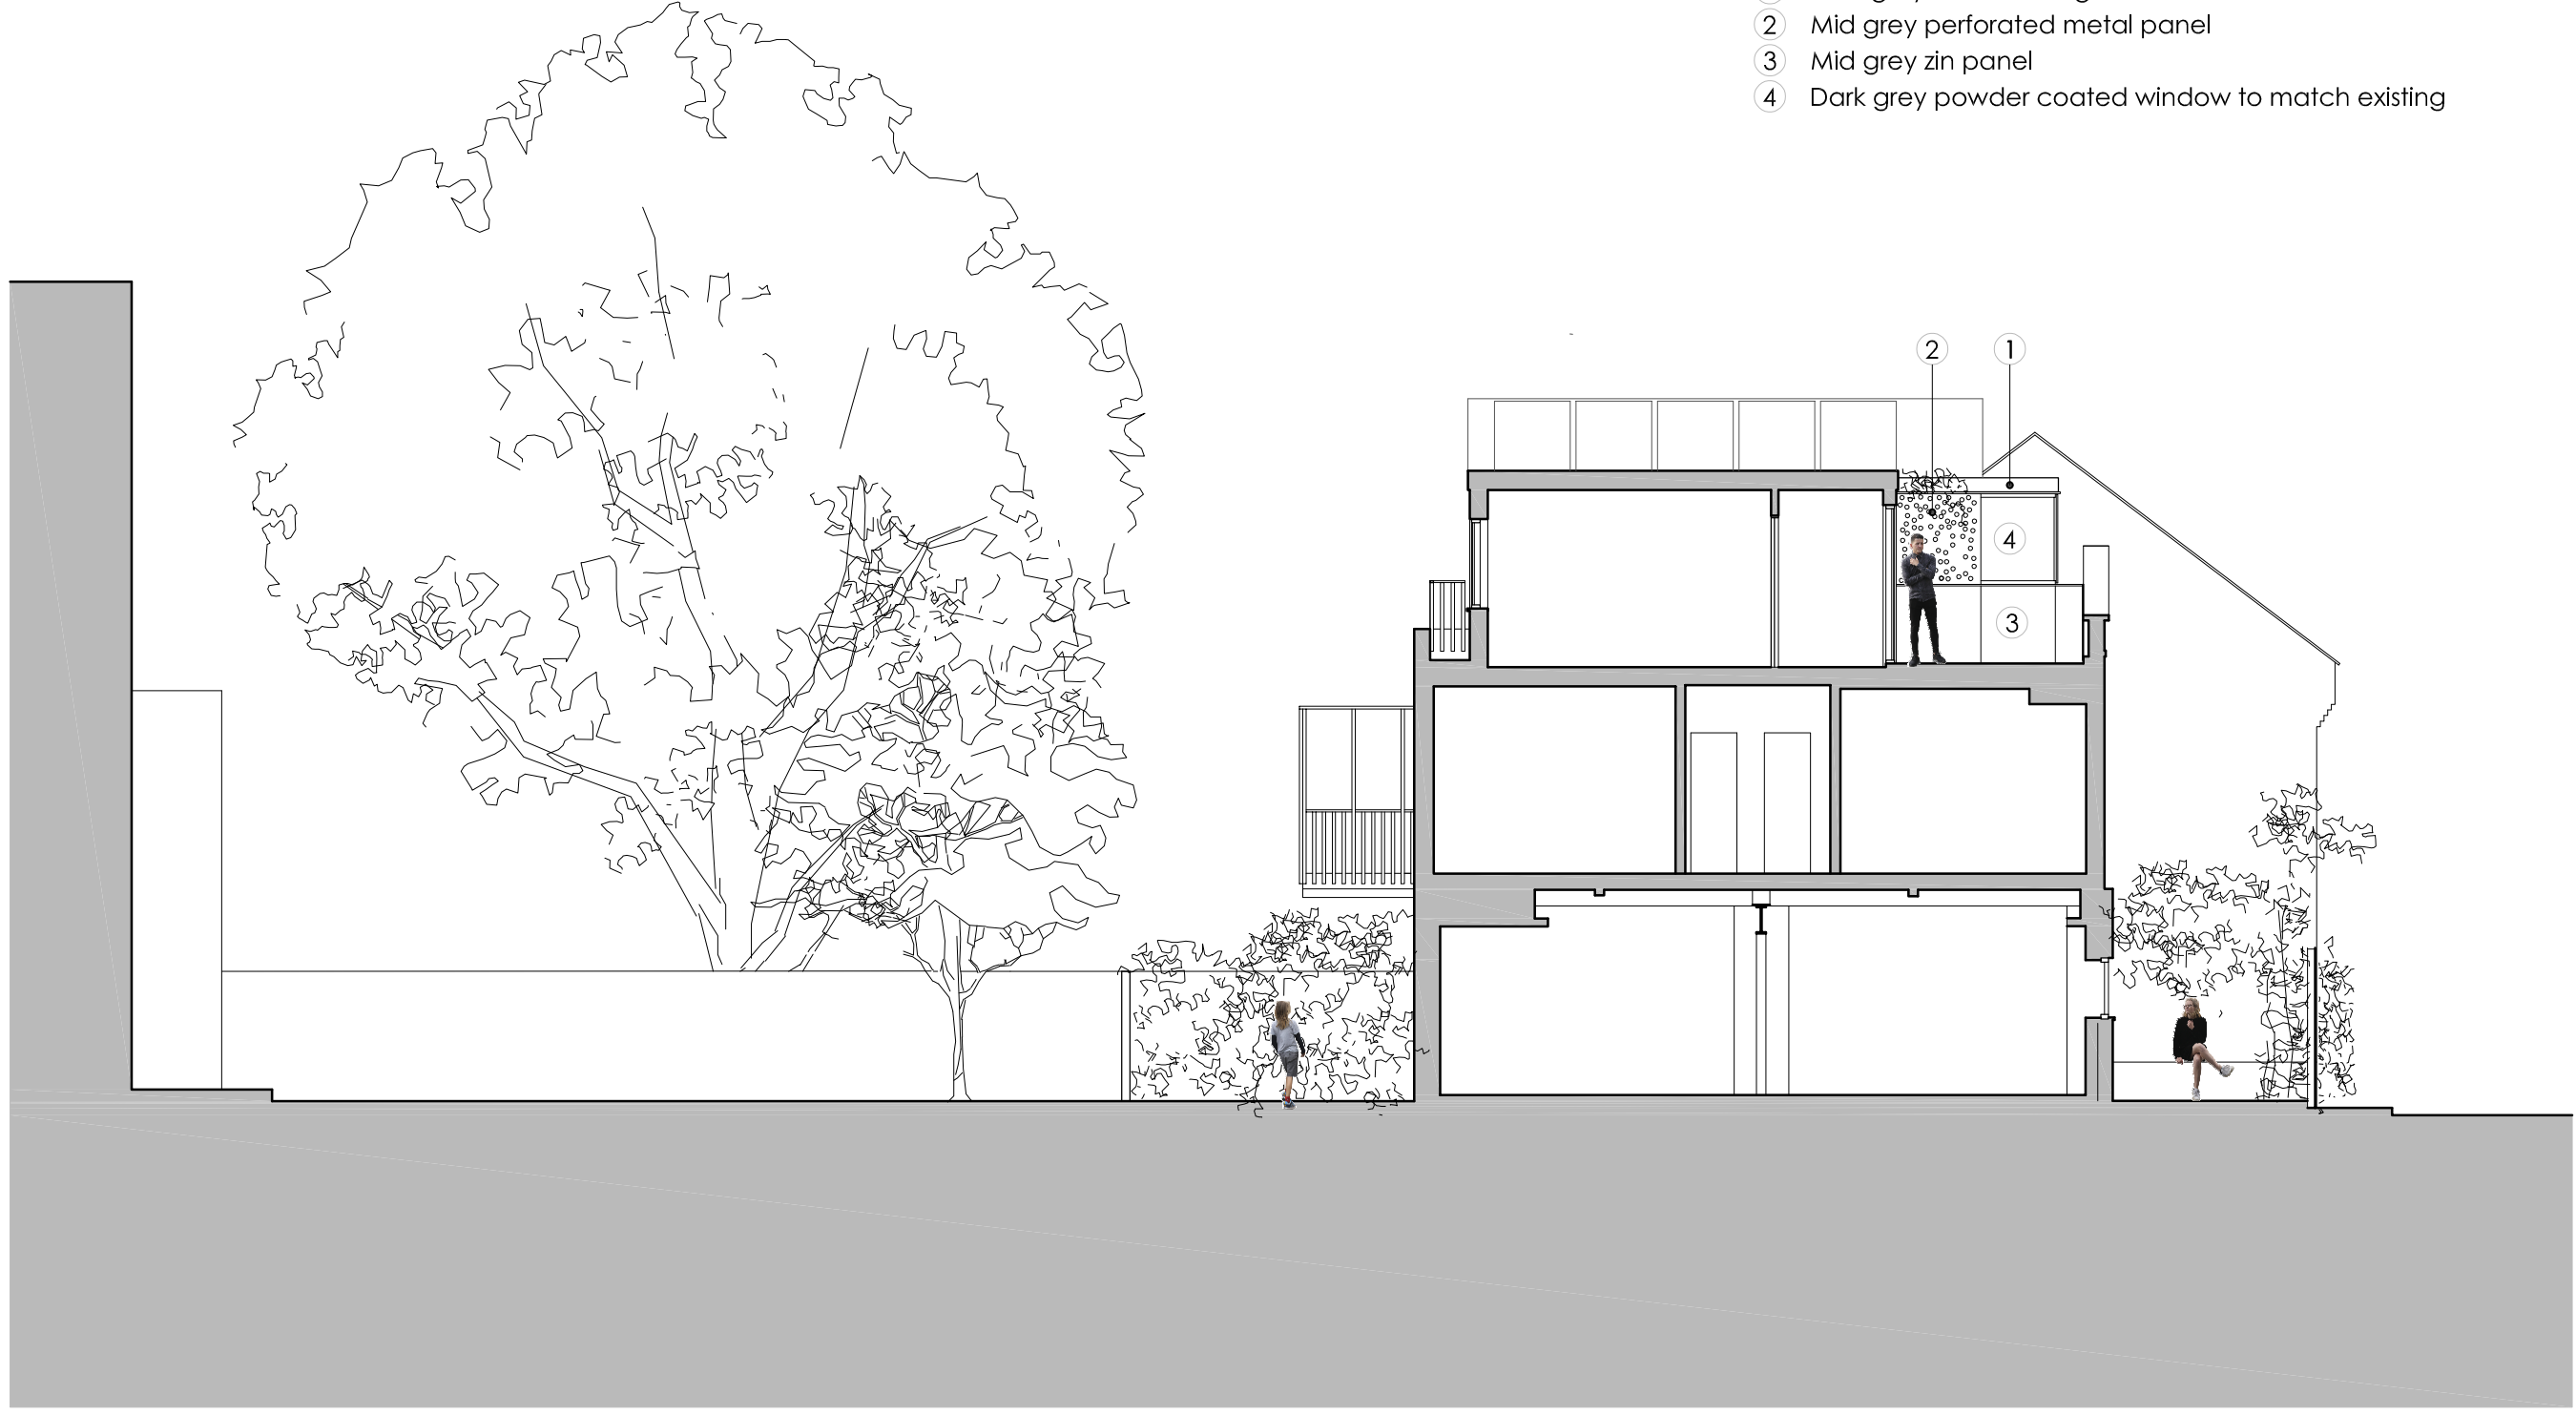 2 Mid grey perforated metal panel
3 Mid grey zin panel
4 Dark grey powder coated window to match existing
2 1
4
3